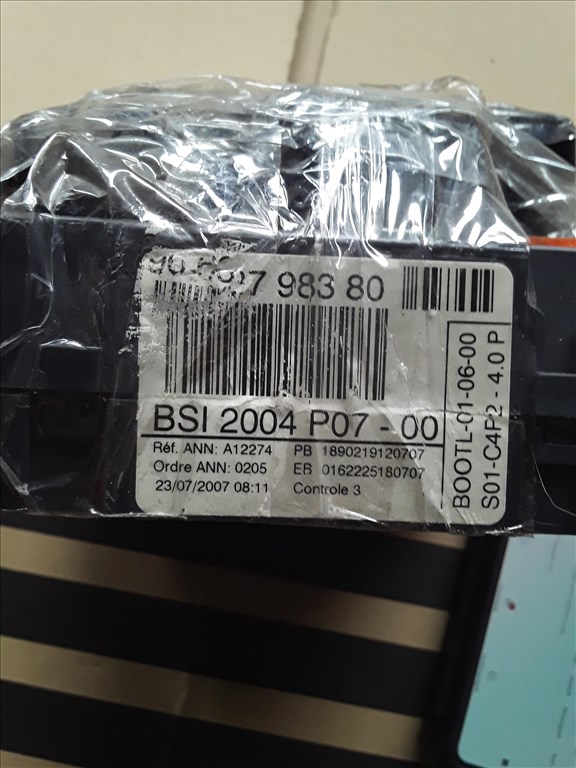 983 80
BSI 2004 P07 - 00
Réf. ANN: A12274 PB 1890219120707
Ordre ANN: 0205 EB 0162225180707
23/07/2007 08:11 Controle 3
BOOTL-01-06-00
S01-C4P2 - 4.0 P